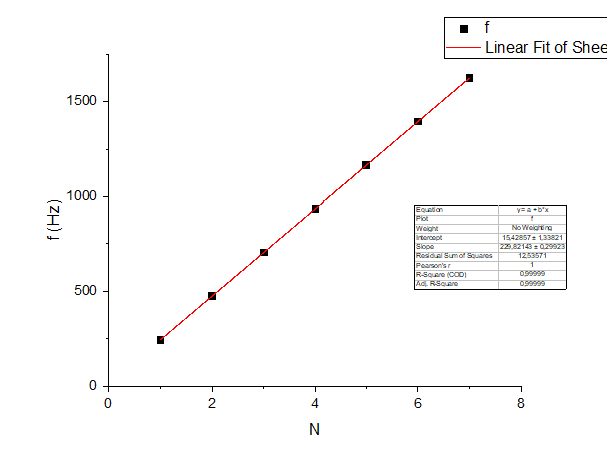 f
Linear Fit of Shee
1500
1000
500
0
f (Hz)
0 2 4 6 8
N
Equation y = a + b*x
Plot f
Weight No Weighting
Intercept 15,42857 ± 1,33821
Slope 229,82143 ± 0,29923
Residual Sum of Squares 12,53571
Pearson's r 1
R-Square (COD) 0,99999
Adj. R-Square 0,99999